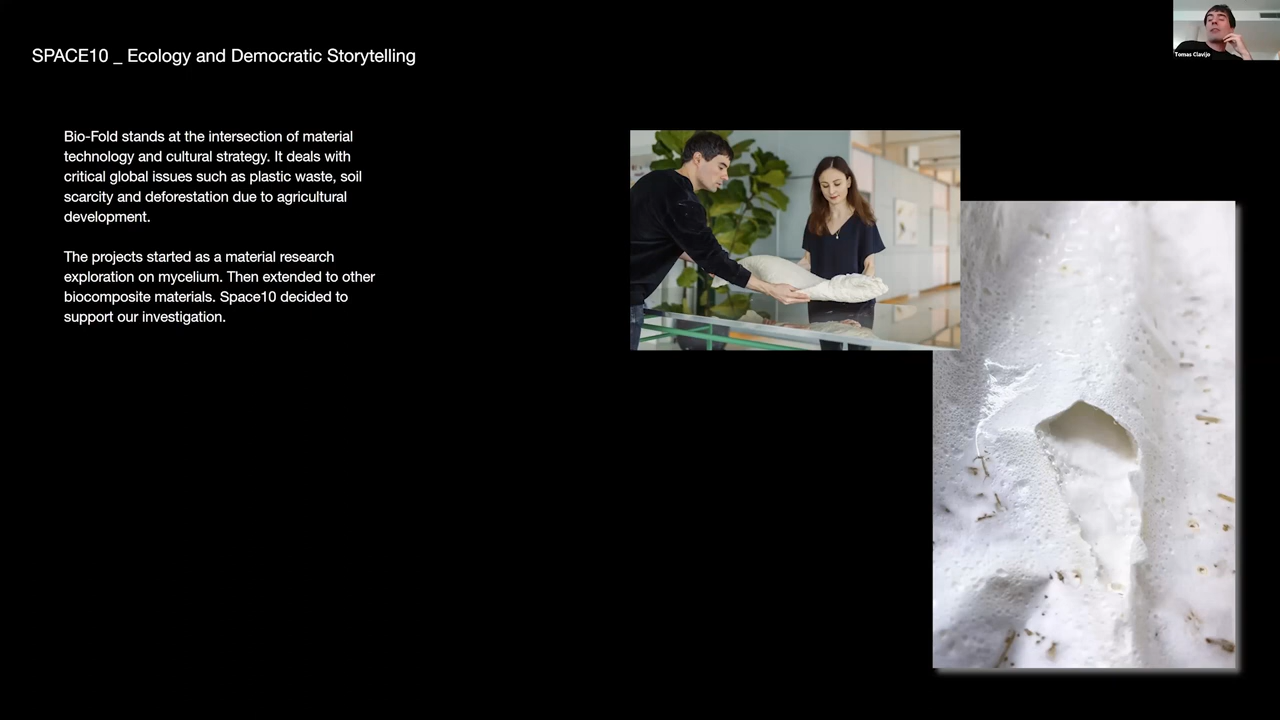 SPACE10 _ Ecology and Democratic Storytelling
Tomas Clavijo
Bio-Fold stands at the intersection of material
technology and cultural strategy. It deals with
critical global issues such as plastic waste, soil
scarcity and deforestation due to agricultural
development.
The projects started as a material research
exploration on mycelium. Then extended to other
biocomposite materials. Space10 decided to
support our investigation.